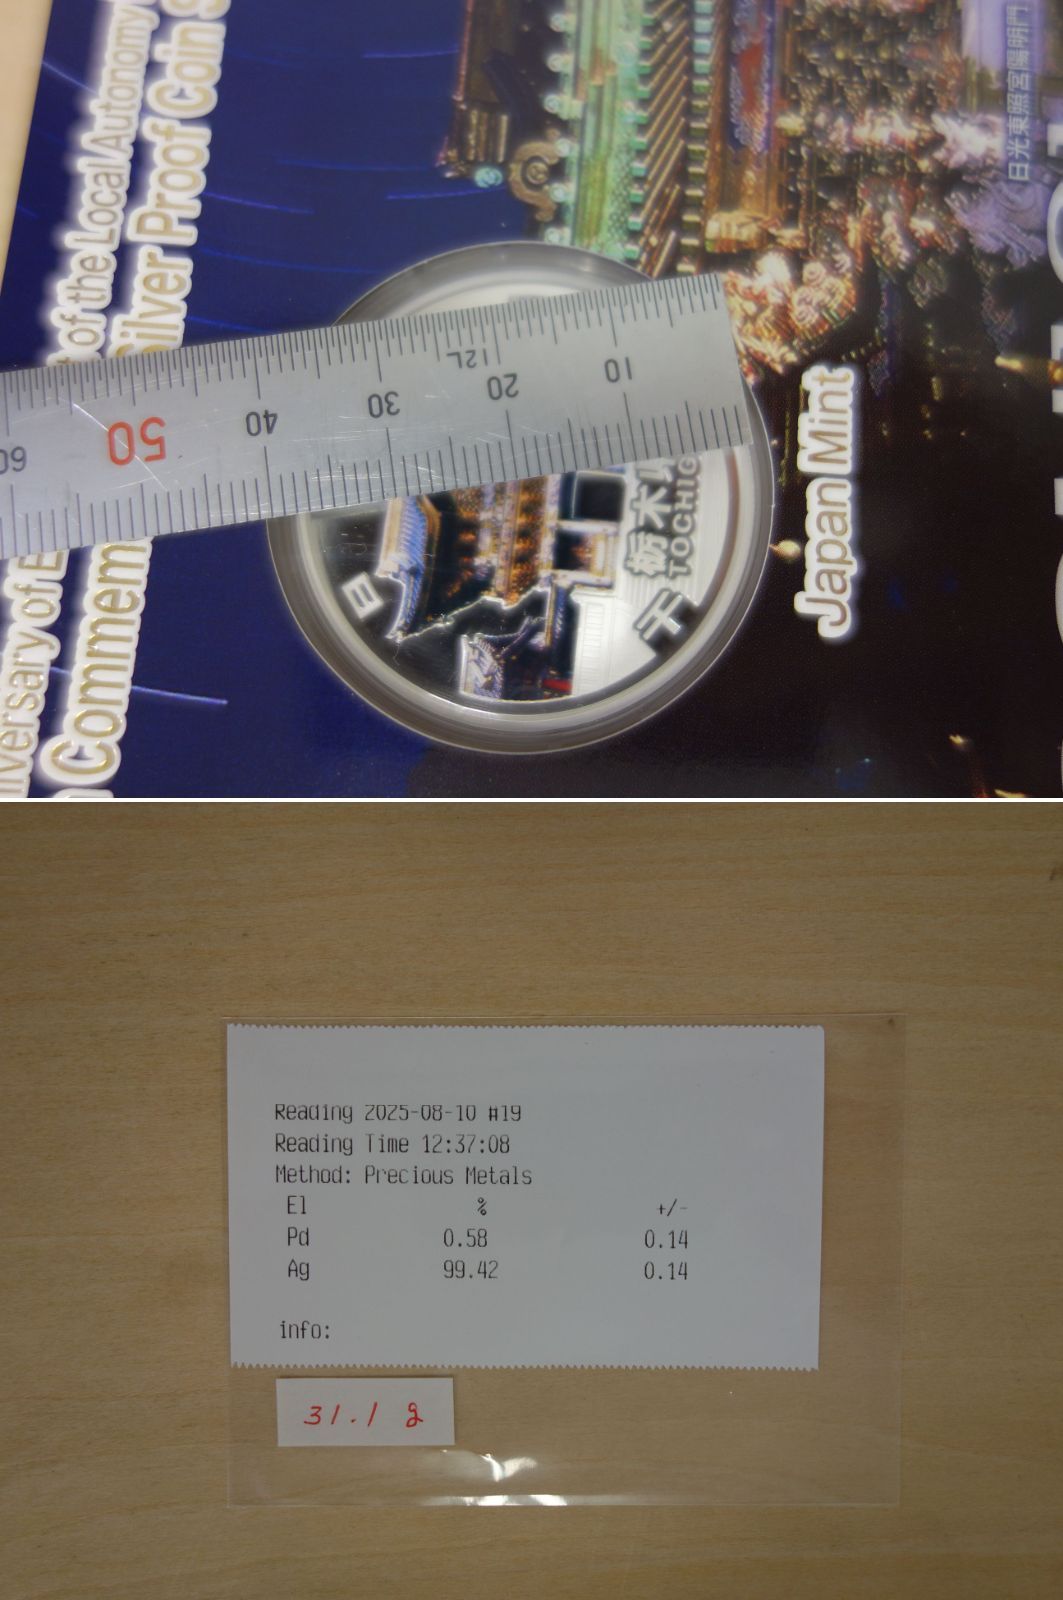 of the Local Autonomy
Silver Proof Coin S
Commem
日光東照宮陽明門
Japan Mint
12L
10
20
30
40
50
60
日
栃木
TOCHIG
千
Reading 2025-08-10 #19
Reading Time 12:37:08
Method: Precious Metals
El % +/-
Pd 0.58 0.14
Ag 99.42 0.14
info:
31.1 g